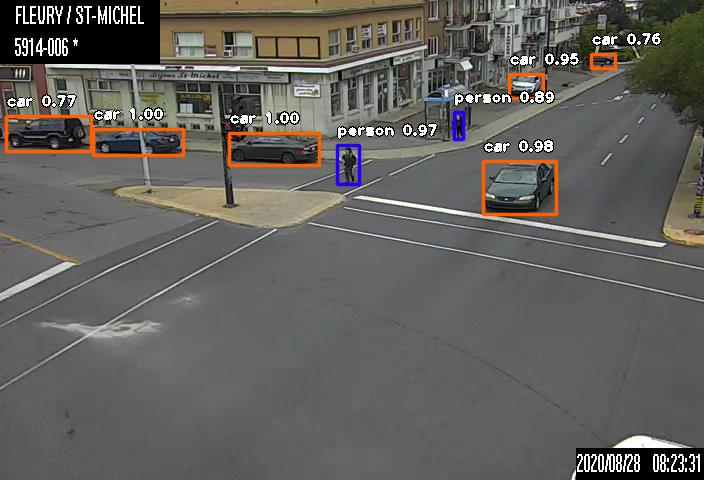 FLEURY / ST-MICHEL
5914-006 *
car 0.76
car 0.95
car 0.77
person 0.89
car 1.00
car 1.00
person 0.97
car 0.98
2020/08/28 08:23:31